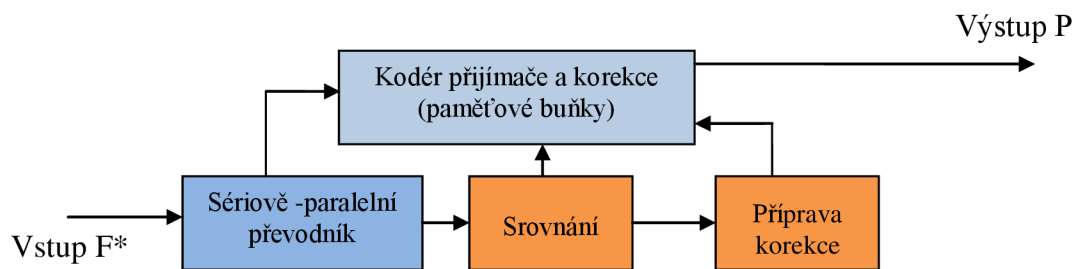 Výstup P
Kodér přijímače a korekce
(paměťové buňky)
Sériově -paralelní
převodník
Srovnání
Příprava
korekce
Vstup F*